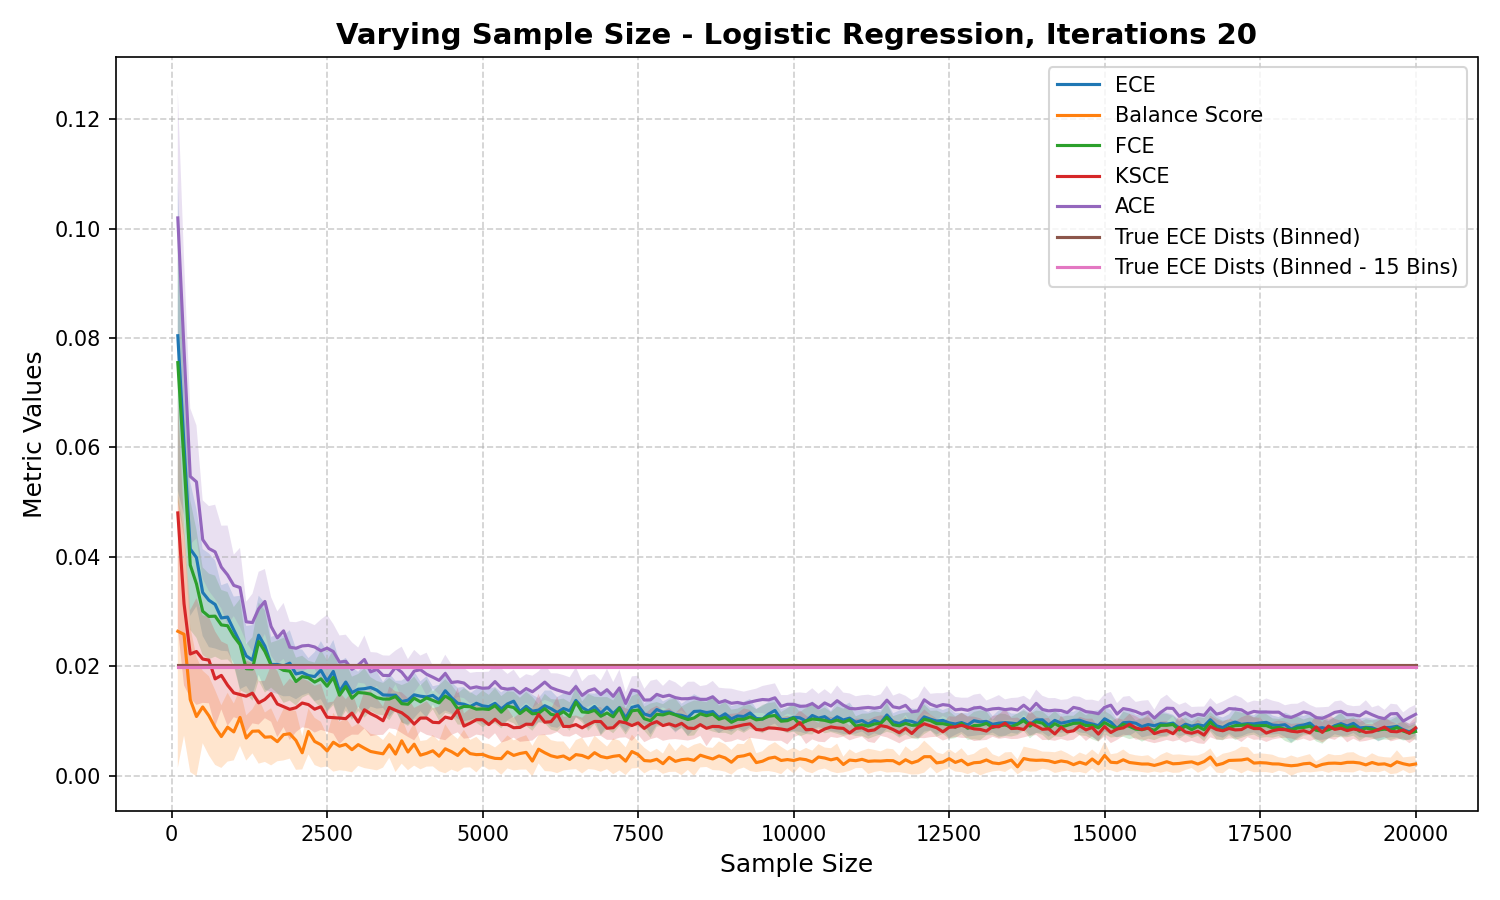 Varying Sample Size - Logistic Regression, Iterations 20
ECE
Balance Score
FCE
KSCE
ACE
True ECE Dists (Binned)
True ECE Dists (Binned - 15 Bins)
Metric Values
0.12
0.10
0.08
0.06
0.04
0.02
0.00
0
2500
5000
7500
10000
12500
15000
17500
20000
Sample Size